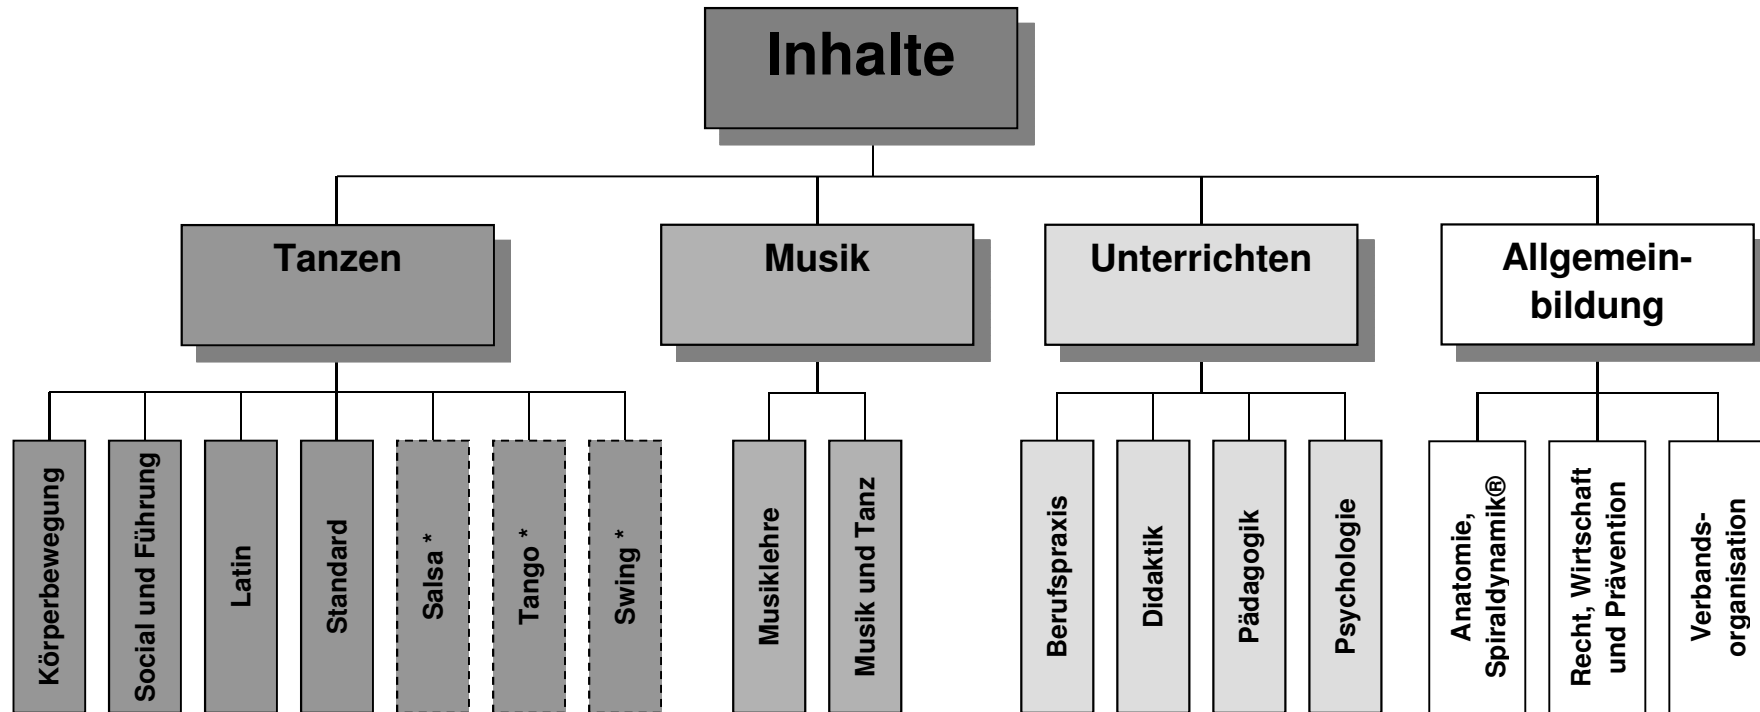 Inhalte
Tanzen
Musik
Unterrichten
Allgemein-
bildung
Körperbewegung
Social und Führung
Latin
Standard
Salsa *
Tango *
Swing *
Musiklehre
Musik und Tanz
Berufspraxis
Didaktik
Pädagogik
Psychologie
Anatomie,
Spiraldynamik®
Recht, Wirtschaft
und Prävention
Verbands-
organisation